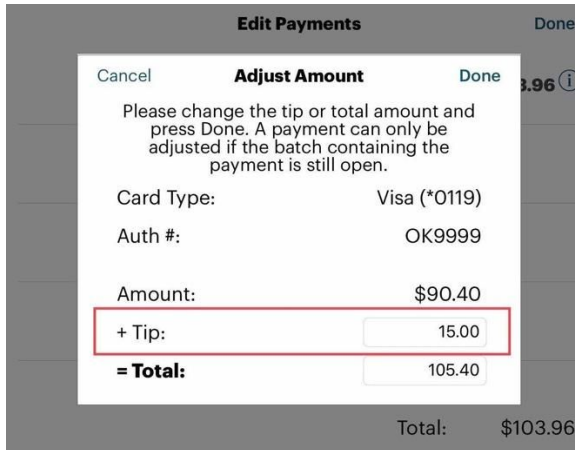 Edit Payments Done
Cancel Adjust Amount Done
3.96
Please change the tip or total amount and
press Done. A payment can only be
adjusted if the batch containing the
payment is still open.
Card Type: Visa (*0119)
Auth #: OK9999
Amount: $90.40
+ Tip: 15.00
= Total: 105.40
Total: $103.96